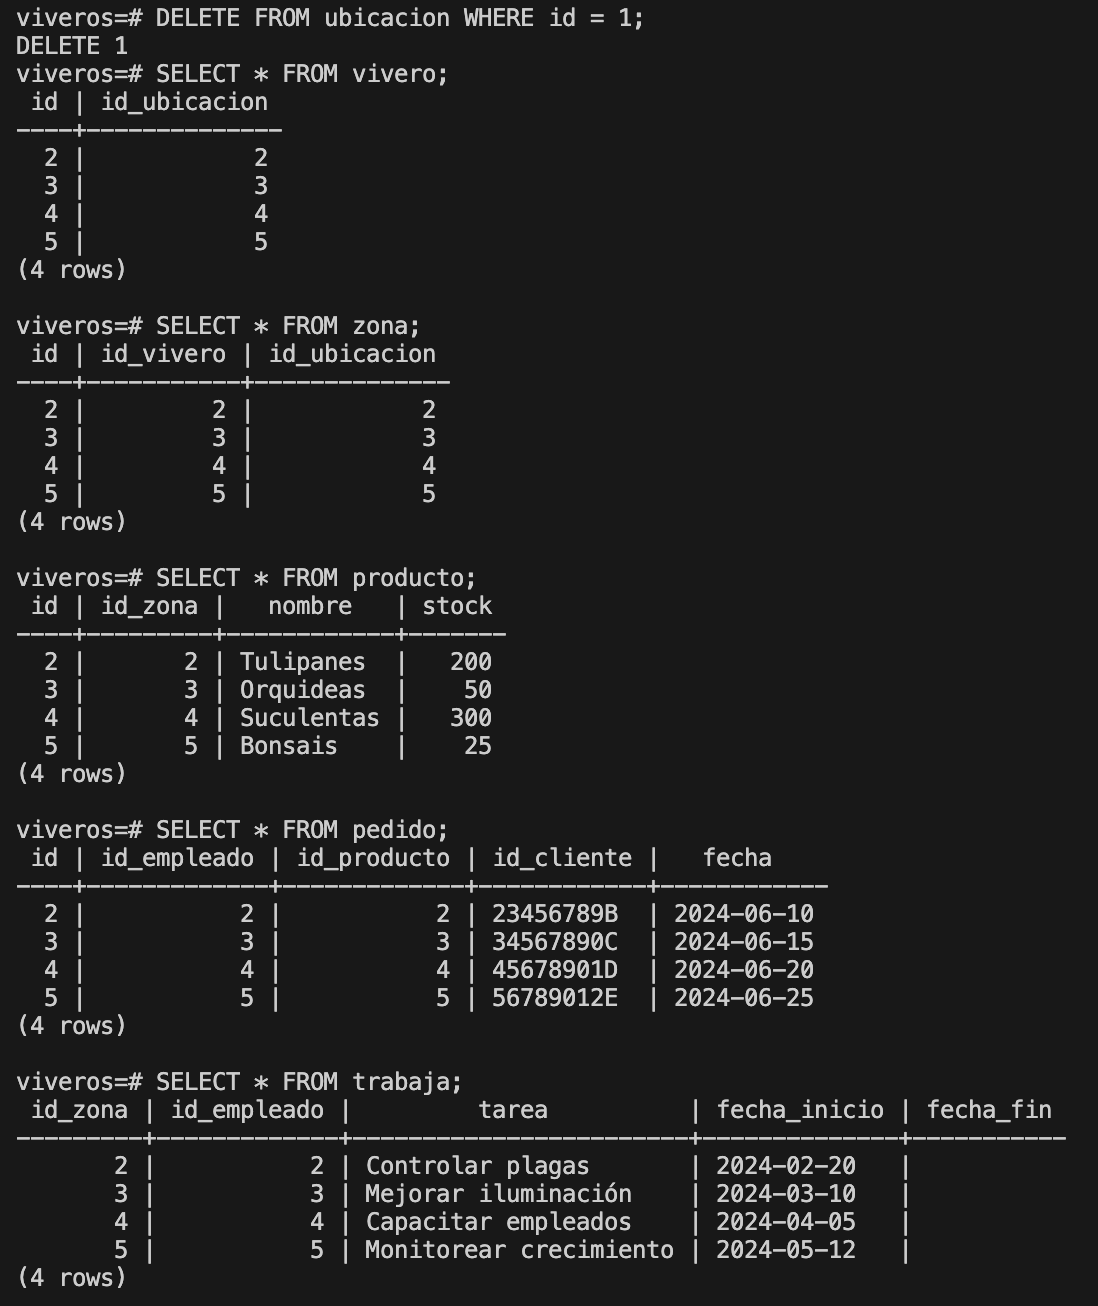 viveros=# DELETE FROM ubicacion WHERE id = 1;
DELETE 1
viveros=# SELECT * FROM vivero;
 id | id_ubicacion
----+--------------
  2 |            2
  3 |            3
  4 |            4
  5 |            5
(4 rows)

viveros=# SELECT * FROM zona;
 id | id_vivero | id_ubicacion
----+-----------+--------------
  2 |         2 |            2
  3 |         3 |            3
  4 |         4 |            4
  5 |         5 |            5
(4 rows)

viveros=# SELECT * FROM producto;
 id | id_zona |   nombre   | stock
----+---------+------------+-------
  2 |       2 | Tulipanes  |   200
  3 |       3 | Orquideas  |    50
  4 |       4 | Suculentas |   300
  5 |       5 | Bonsais    |    25
(4 rows)

viveros=# SELECT * FROM pedido;
 id | id_empleado | id_producto | id_cliente |   fecha
----+-------------+-------------+------------+------------
  2 |           2 |           2 | 23456789B  | 2024-06-10
  3 |           3 |           3 | 34567890C  | 2024-06-15
  4 |           4 |           4 | 45678901D  | 2024-06-20
  5 |           5 |           5 | 56789012E  | 2024-06-25
(4 rows)

viveros=# SELECT * FROM trabaja;
 id_zona | id_empleado |         tarea          | fecha_inicio | fecha_fin
---------+-------------+------------------------+--------------+-----------
       2 |           2 | Controlar plagas       | 2024-02-20   |
       3 |           3 | Mejorar iluminación    | 2024-03-10   |
       4 |           4 | Capacitar empleados    | 2024-04-05   |
       5 |           5 | Monitorear crecimiento | 2024-05-12   |
(4 rows)